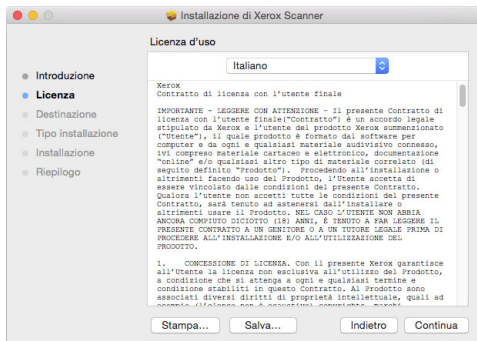 Installazione di Xerox Scanner
Licenza d'uso
Introduzione
Licenza
Destinazione
Tipo installazione
Installazione
Riepilogo
Italiano
Xerox
Contratto di licenza con l'utente finale
IMPORTANTE - LEGGERE CON ATTENZIONE - Il presente Contratto di
licenza con l'utente finale("Contratto") è un accordo legale
stipulato da Xerox e l'utente del prodotto Xerox summenzionato
("Utente"), il quale prodotto è formato dal software per
computer e da ogni e qualsiasi materiale audivisivo connesso,
ivi compreso materiale cartaceo e elettronico, documentazione
"online" e/o qualsiasi altro tipo di materiale correlato (di
seguito definito "Prodotto").  Procedendo all'installazione o
altrimenti facendo uso del Prodotto, l'Utente accetta di
essere vincolato dalle condizioni del presente Contratto.
Qualora l'utente non accetti tutte le condizioni del presente
Contratto, sarà tenuto ad astenersi dall'installare o
altrimenti usare il Prodotto. NEL CASO L'UTENTE NON ABBIA
ANCORA COMPIUTO DICIOTTO (18) ANNI, È TENUTO A FAR LEGGERE IL
PRESENTE CONTRATTO A UN GENITORE O A UN TUTORE LEGALE PRIMA DI
PROCEDERE ALL'INSTALLAZIONE E/O ALL'UTILIZZAZIONE DEL
PRODOTTO.
1.    CONCESSIONE DI LICENZA. Con il presente Xerox garantisce
all'Utente la licenza non esclusiva all'utilizzo del Prodotto,
a condizione che si attenga a ogni e qualsiasi termine e
condizione stabiliti in questo Contratto. Al Prodotto sono
associati diversi diritti di proprietà intellettuale, quali ad
esempio (l'elenco non è esaustivo) copyrights, marchi
Stampa...
Salva...
Indietro
Continua